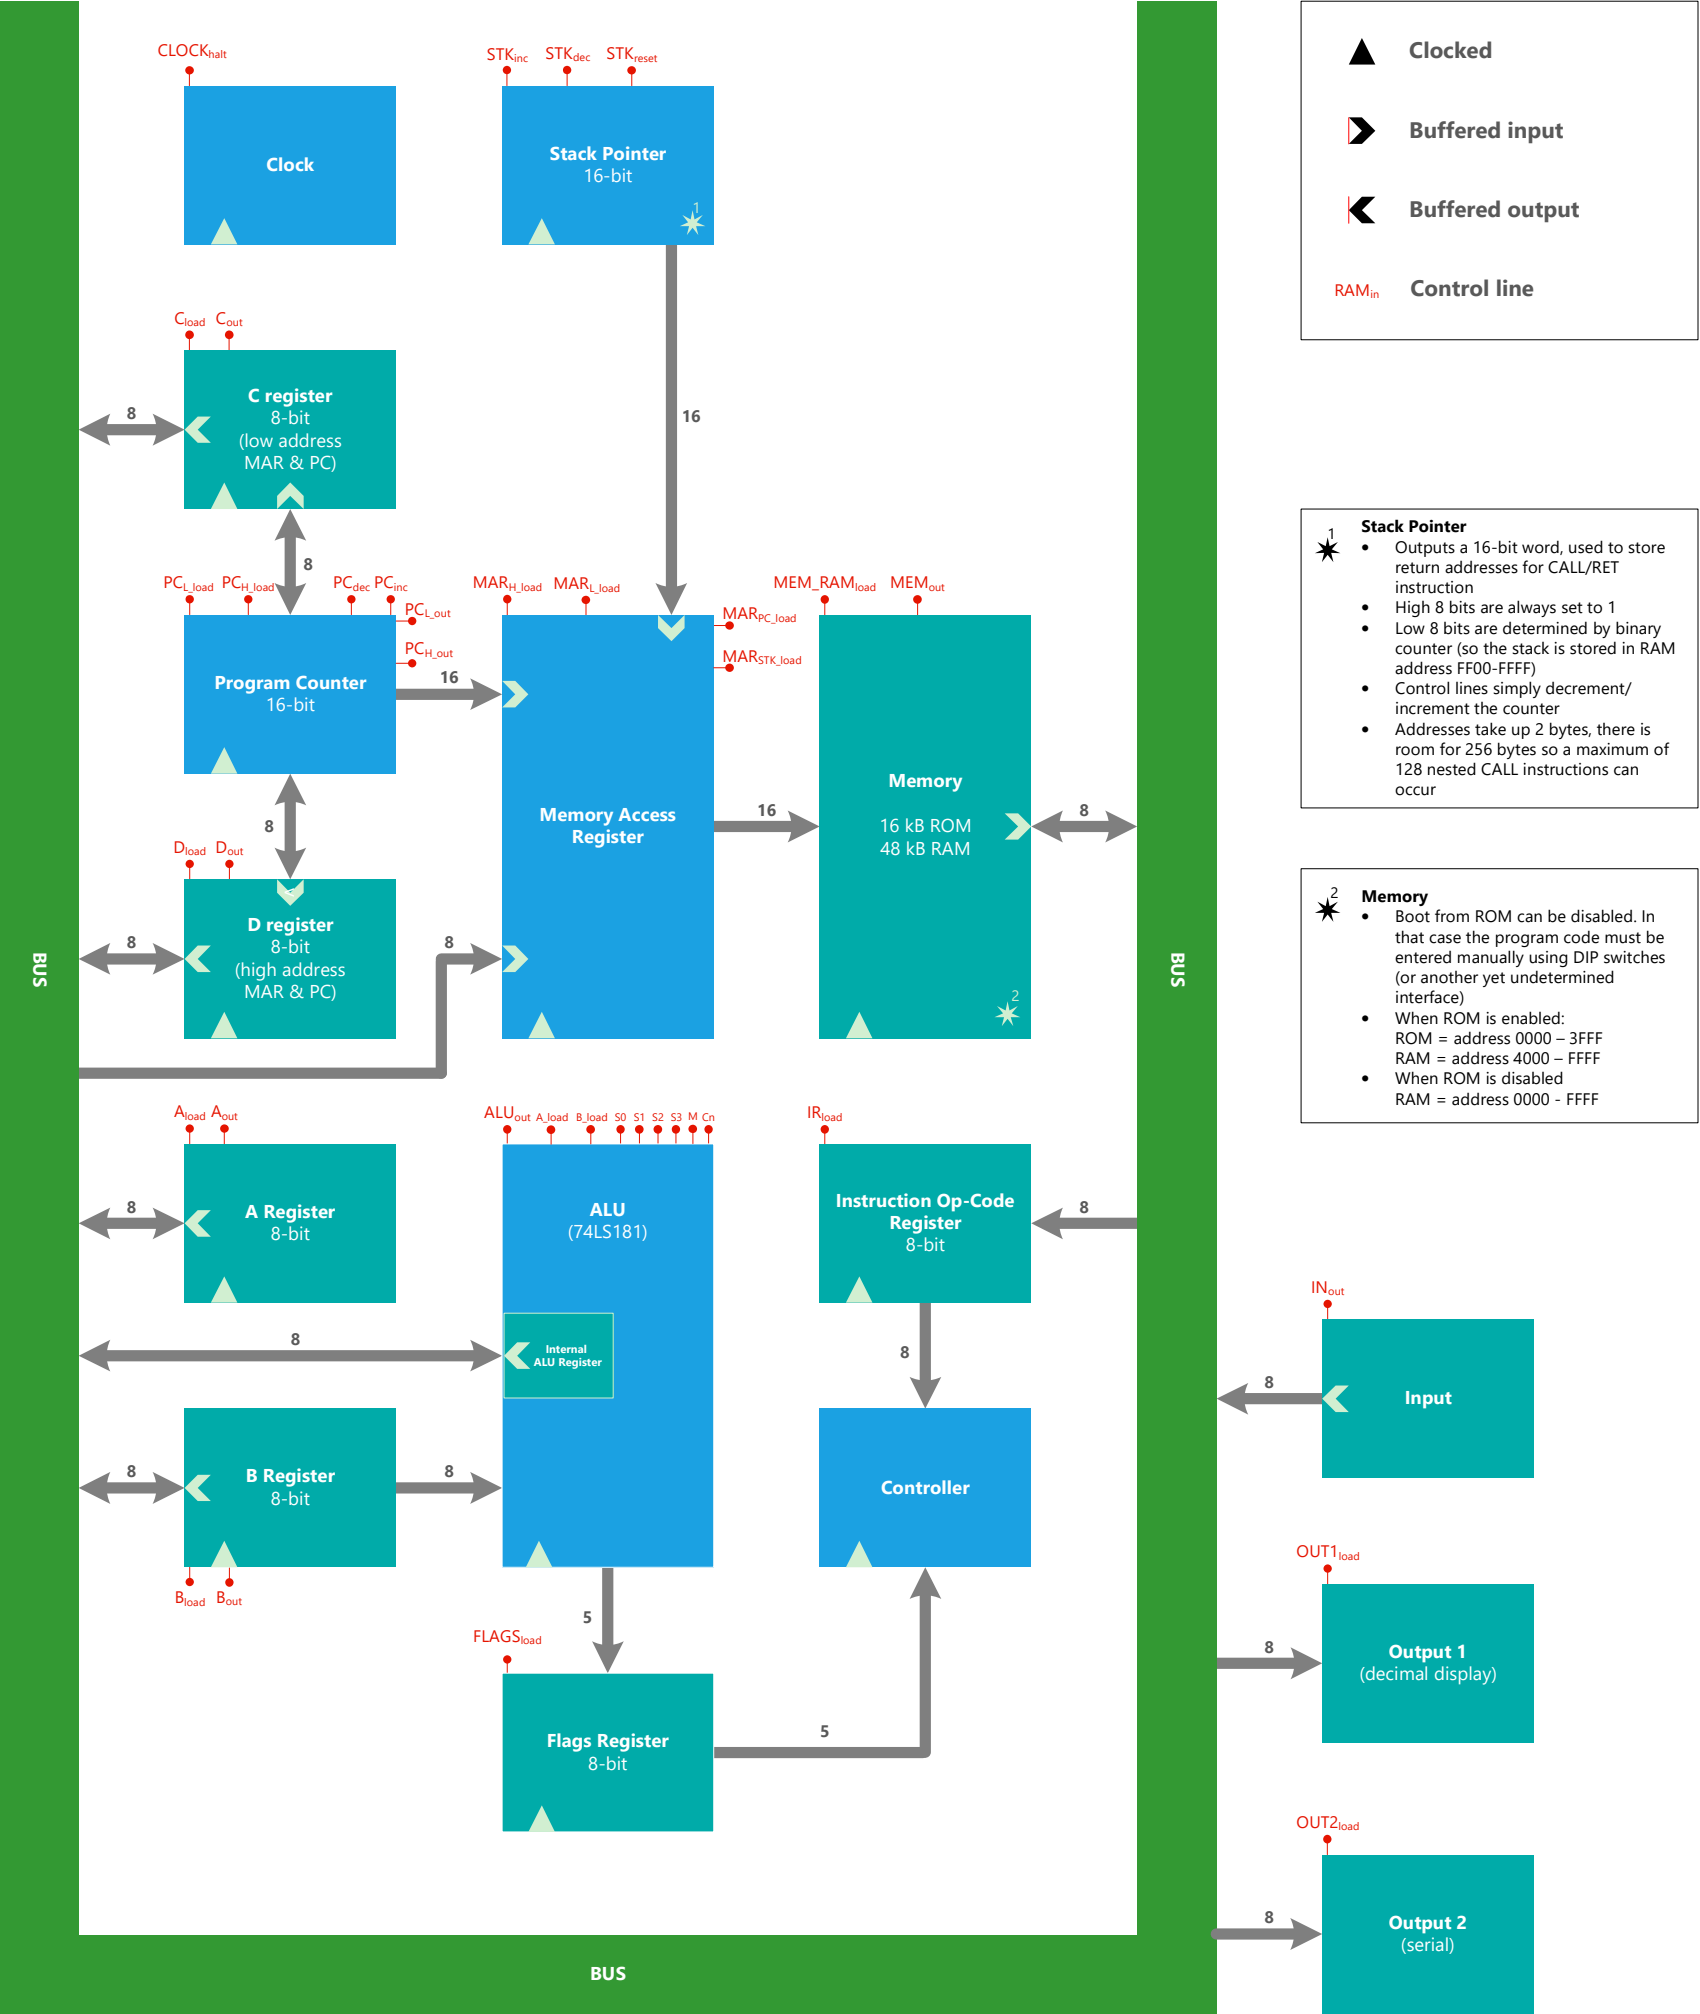 CLOCKhalt
STKinc STKdec STKreset
Clock
Stack Pointer
16-bit
1
Clocked
Buffered input
Buffered output
RAMin Control line
Cload Cout
C register
8-bit
(low address
MAR & PC)
8
16
8
PCL_load PCH_load PCdec PCinc
PCL_out
PCH_out
Program Counter
16-bit
16
MARH_load MARL_load
MARPC_load
MARSTK_load
Memory Access
Register
16
MEM_RAMload MEMout
Memory
16 kB ROM
48 kB RAM
2
8
8
Dload Dout
D register
8-bit
(high address
MAR & PC)
8
8
BUS
BUS
1
Stack Pointer
• Outputs a 16-bit word, used to store
return addresses for CALL/RET
instruction
• High 8 bits are always set to 1
• Low 8 bits are determined by binary
counter (so the stack is stored in RAM
address FF00-FFFF)
• Control lines simply decrement/
increment the counter
• Addresses take up 2 bytes, there is
room for 256 bytes so a maximum of
128 nested CALL instructions can
occur
2
Memory
• Boot from ROM can be disabled. In
that case the program code must be
entered manually using DIP switches
(or another yet undetermined
interface)
• When ROM is enabled:
ROM = address 0000 – 3FFF
RAM = address 4000 – FFFF
• When ROM is disabled
RAM = address 0000 - FFFF
Aload Aout
A Register
8-bit
8
ALUout A_load B_load S0 S1 S2 S3 M Cn
ALU
(74LS181)
Internal
ALU Register
8
IRload
Instruction Op-Code
Register
8-bit
8
8
Controller
B Register
8-bit
8
8
Bload Bout
5
FLAGSload
Flags Register
8-bit
5
INout
Input
8
OUT1load
Output 1
(decimal display)
8
OUT2load
Output 2
(serial)
8
BUS